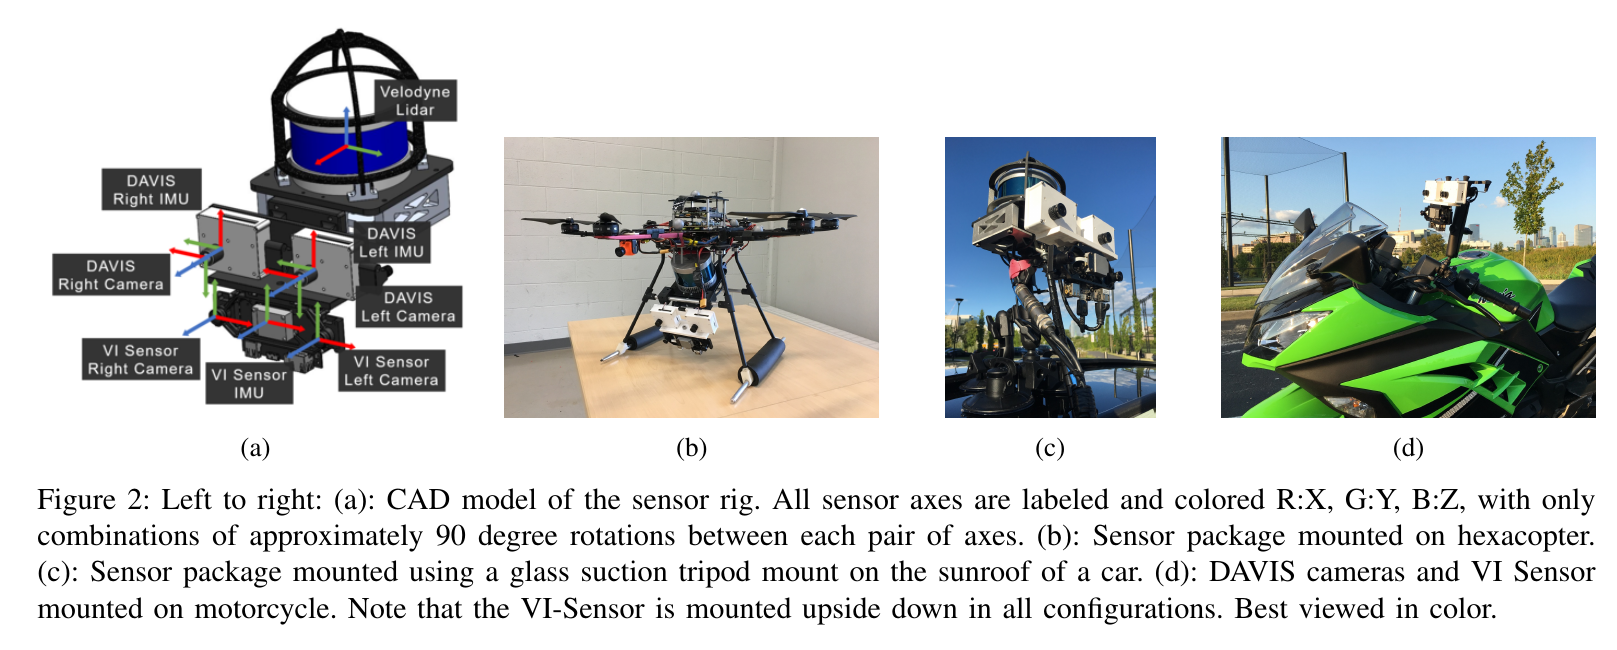 Velodyne
Lidar
DAVIS
Right IMU
DAVIS
Left IMU
DAVIS
Right Camera
DAVIS
Left Camera
VI Sensor
Right Camera
VI Sensor
IMU
VI Sensor
Left Camera
(a)
(b)
(c)
(d)
Figure 2: Left to right: (a): CAD model of the sensor rig. All sensor axes are labeled and colored R:X, G:Y, B:Z, with only
combinations of approximately 90 degree rotations between each pair of axes. (b): Sensor package mounted on hexacopter.
(c): Sensor package mounted using a glass suction tripod mount on the sunroof of a car. (d): DAVIS cameras and VI Sensor
mounted on motorcycle. Note that the VI-Sensor is mounted upside down in all configurations. Best viewed in color.